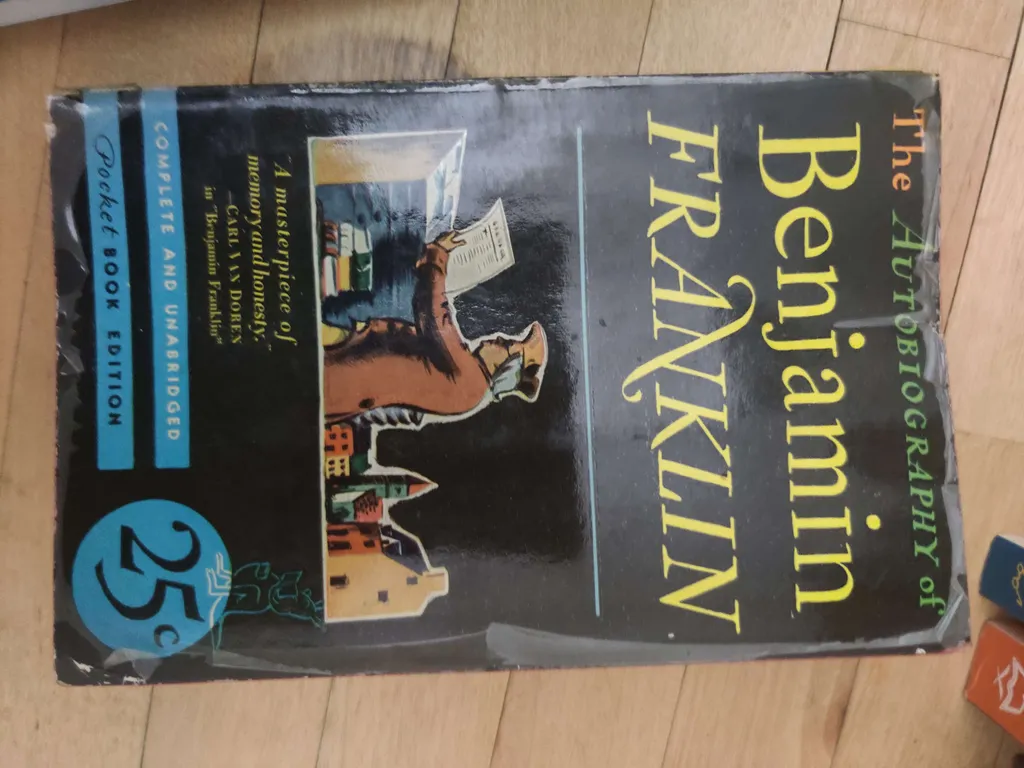 The AUTOBIOGRAPHY of
Benjamin
FRANKLIN
"A masterpiece of
memory and honesty."
—CARL VAN DOREN
in "Benjamin Franklin"
COMPLETE AND UNABRIDGED
Pocket BOOK EDITION
25c